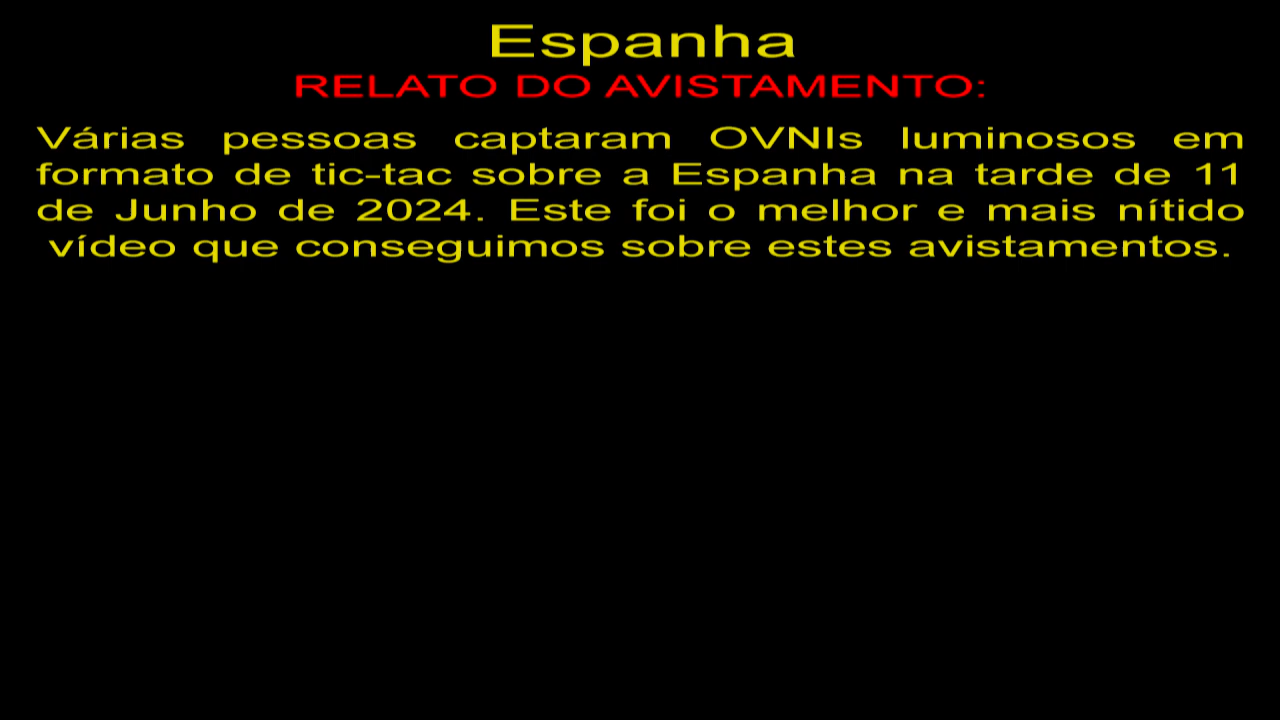 Espanha
RELATO DO AVISTAMENTO:
Várias pessoas captaram OVNIs luminosos em
formato de tic-tac sobre a Espanha na tarde de 11
de Junho de 2024. Este foi o melhor e mais nítido
vídeo que conseguimos sobre estes avistamentos.